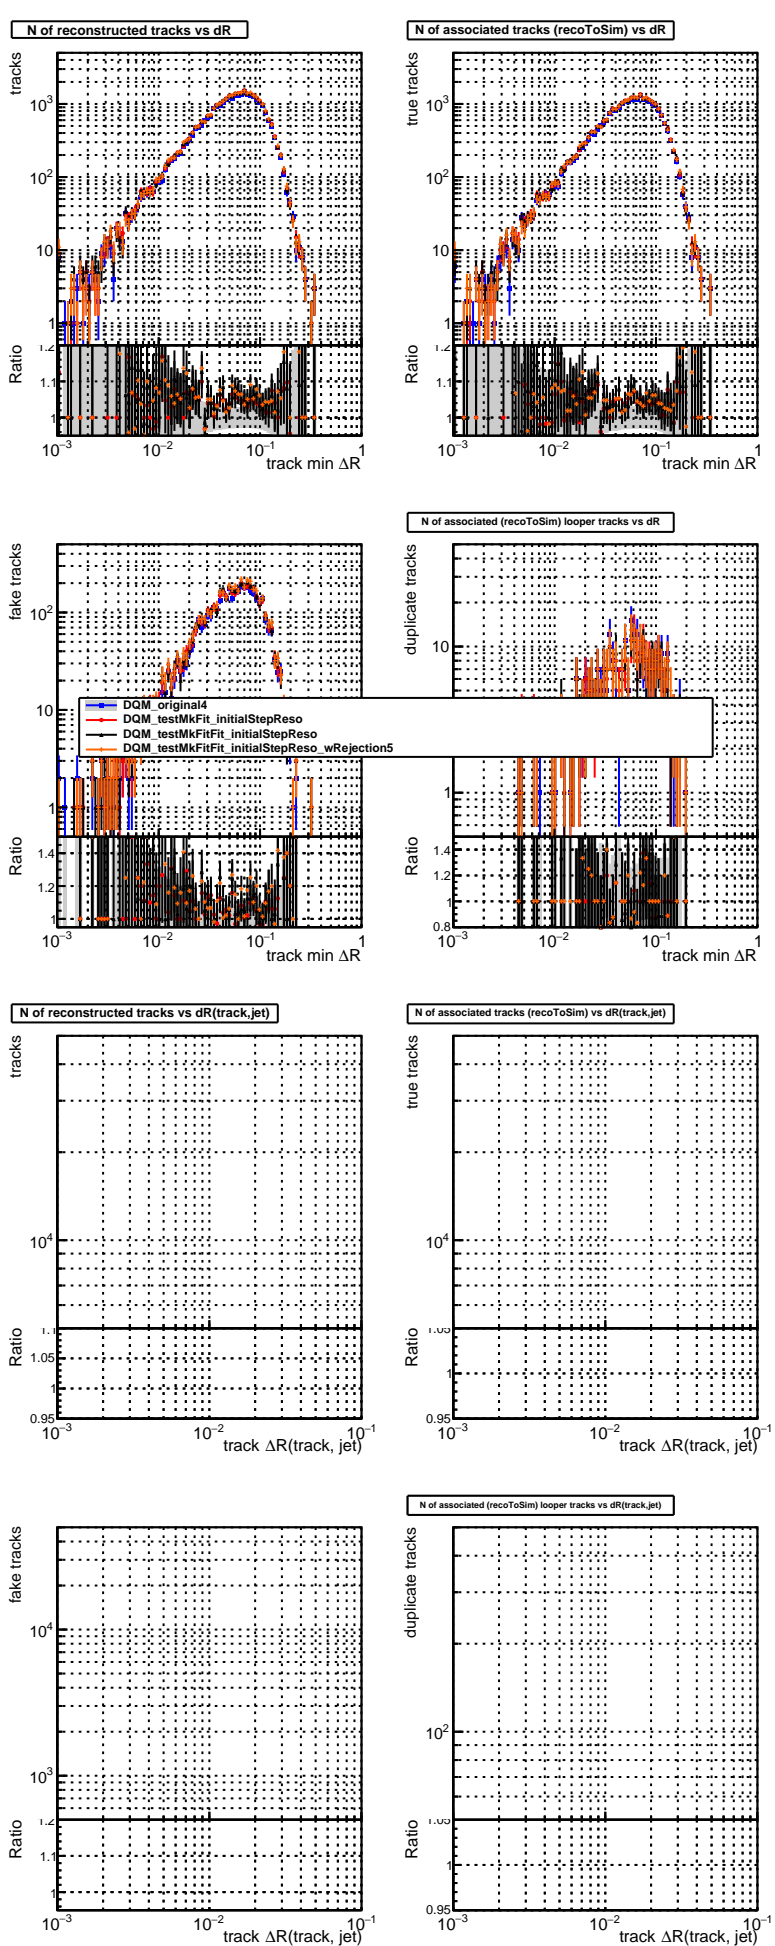 N of reconstructed tracks vs dR
tracks
10³
10²
10
1
Ratio
1.2
1.1
1
10⁻³ 10⁻² 10⁻¹ 1
track min ΔR
N of associated tracks (recoToSim) vs dR
true tracks
10³
10²
10
1
Ratio
1.2
1.1
1
10⁻³ 10⁻² 10⁻¹ 1
track min ΔR
fake tracks
10²
10
1
Ratio
1.4
1.2
1
10⁻³ 10⁻² 10⁻¹ 1
track min ΔR
N of associated (recoToSim) looper tracks vs dR
duplicate tracks
10
1
Ratio
1.4
1.2
1
0.8
10⁻³ 10⁻² 10⁻¹ 1
track min ΔR
DQM_original4
DQM_testMkFit_initialStepReso
DQM_testMkFitFit_initialStepReso
DQM_testMkFitFit_initialStepReso_wRejection5
N of reconstructed tracks vs dR(track,jet)
tracks
10⁴
Ratio
1.1
1.05
1
0.95
10⁻³ 10⁻² 10⁻¹
track ΔR(track, jet)
N of associated tracks (recoToSim) vs dR(track,jet)
true tracks
10⁴
Ratio
1.05
1
0.95
10⁻³ 10⁻² 10⁻¹
track ΔR(track, jet)
fake tracks
10⁴
10³
Ratio
1.2
1.1
1
10⁻³ 10⁻² 10⁻¹
track ΔR(track, jet)
N of associated (recoToSim) looper tracks vs dR(track,jet)
duplicate tracks
10²
Ratio
1.05
1
0.95
10⁻³ 10⁻² 10⁻¹
track ΔR(track, jet)